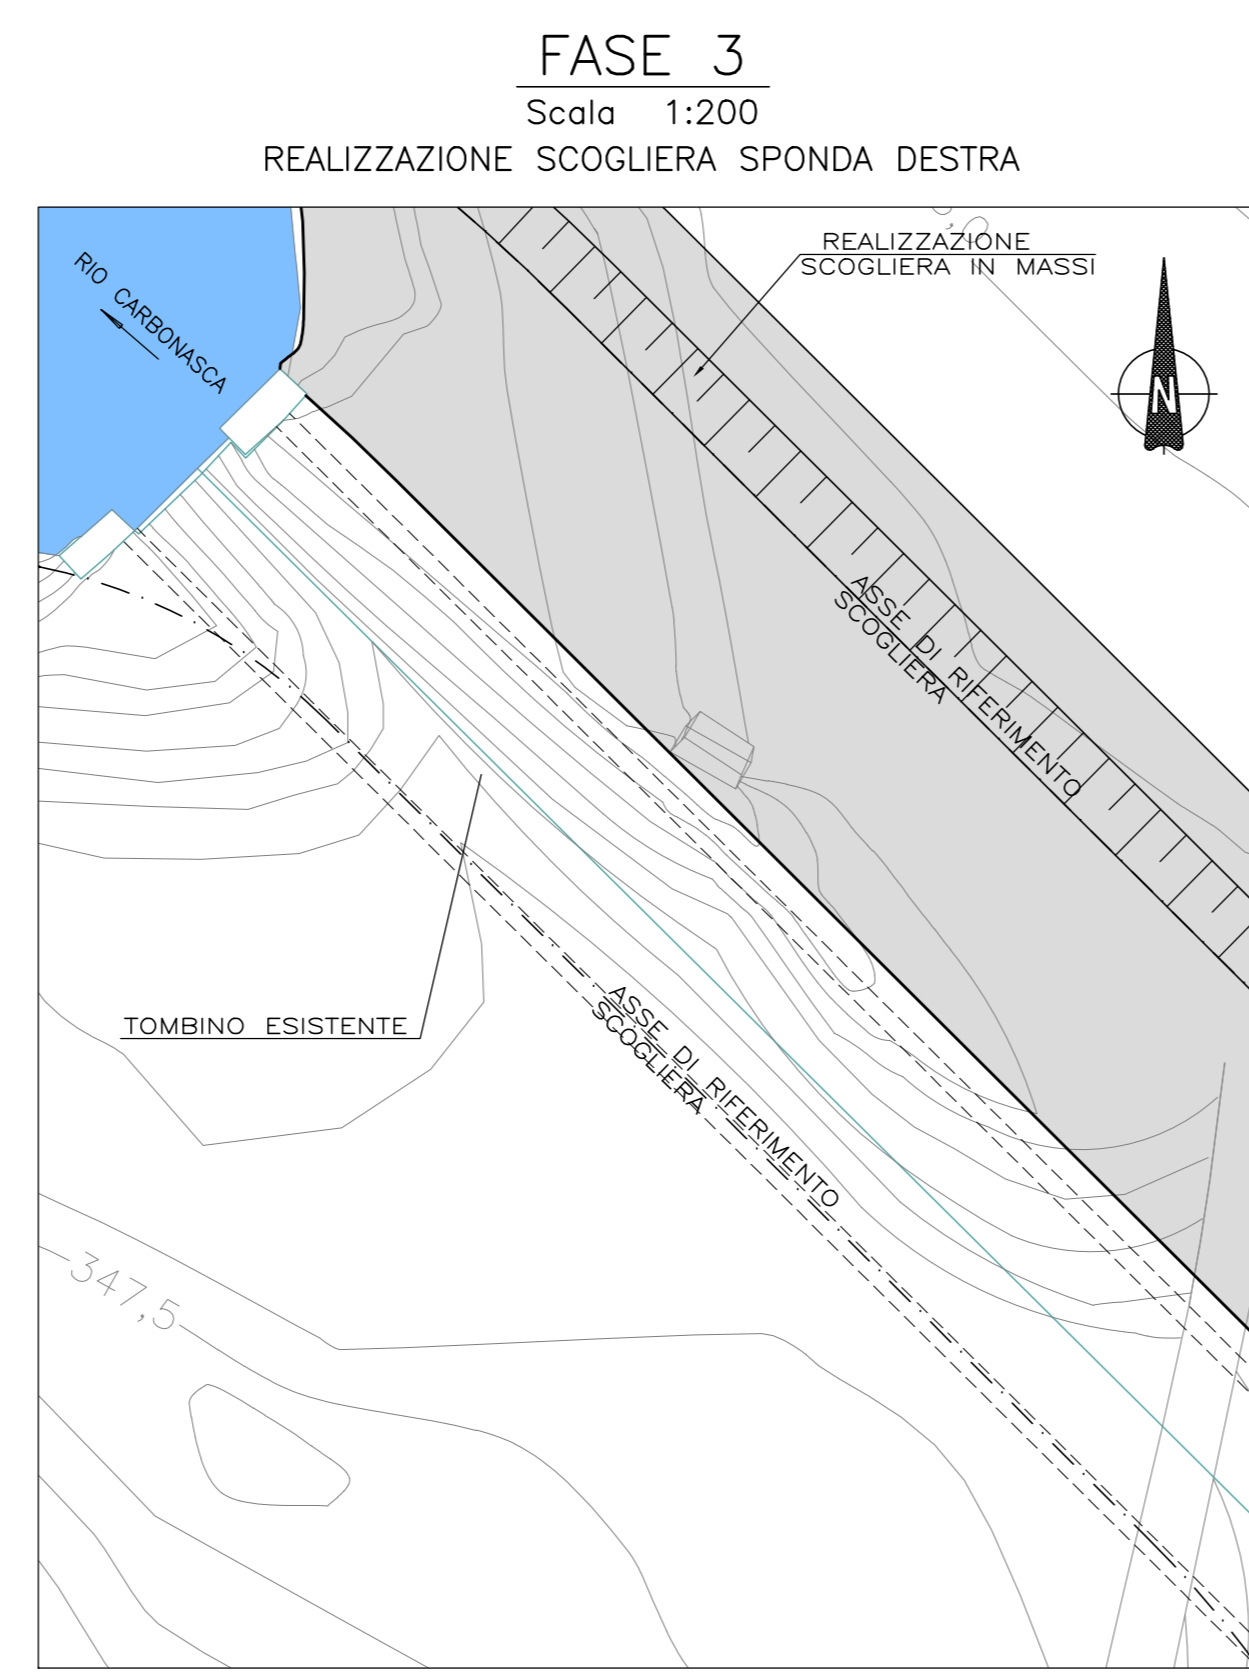 FASE 3
Scala 1:200
REALIZZAZIONE SCOGLIERA SPONDA DESTRA
REALIZZAZIONE
SCOGLIERA IN MASSI
RIO CARBONASCA
N
ASSE DI RIFERIMENTO
SCOGLIERA
TOMBINO ESISTENTE
ASSE DI RIFERIMENTO
SCOGLIERA
347,5